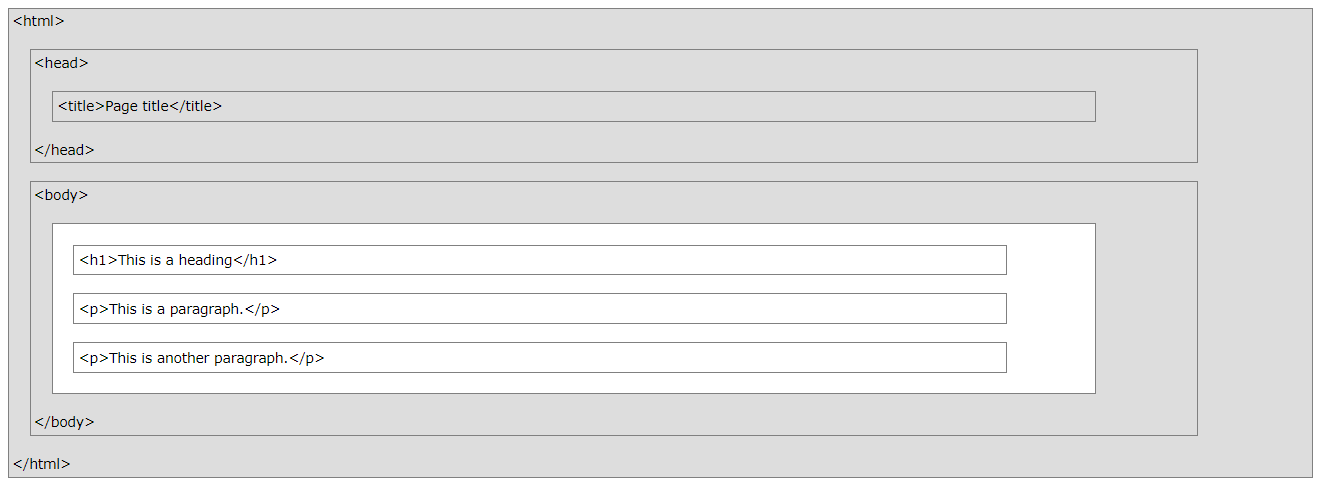 <html>
<head>
<title>Page title</title>
</head>
<body>
<h1>This is a heading</h1>
<p>This is a paragraph.</p>
<p>This is another paragraph.</p>
</body>
</html>